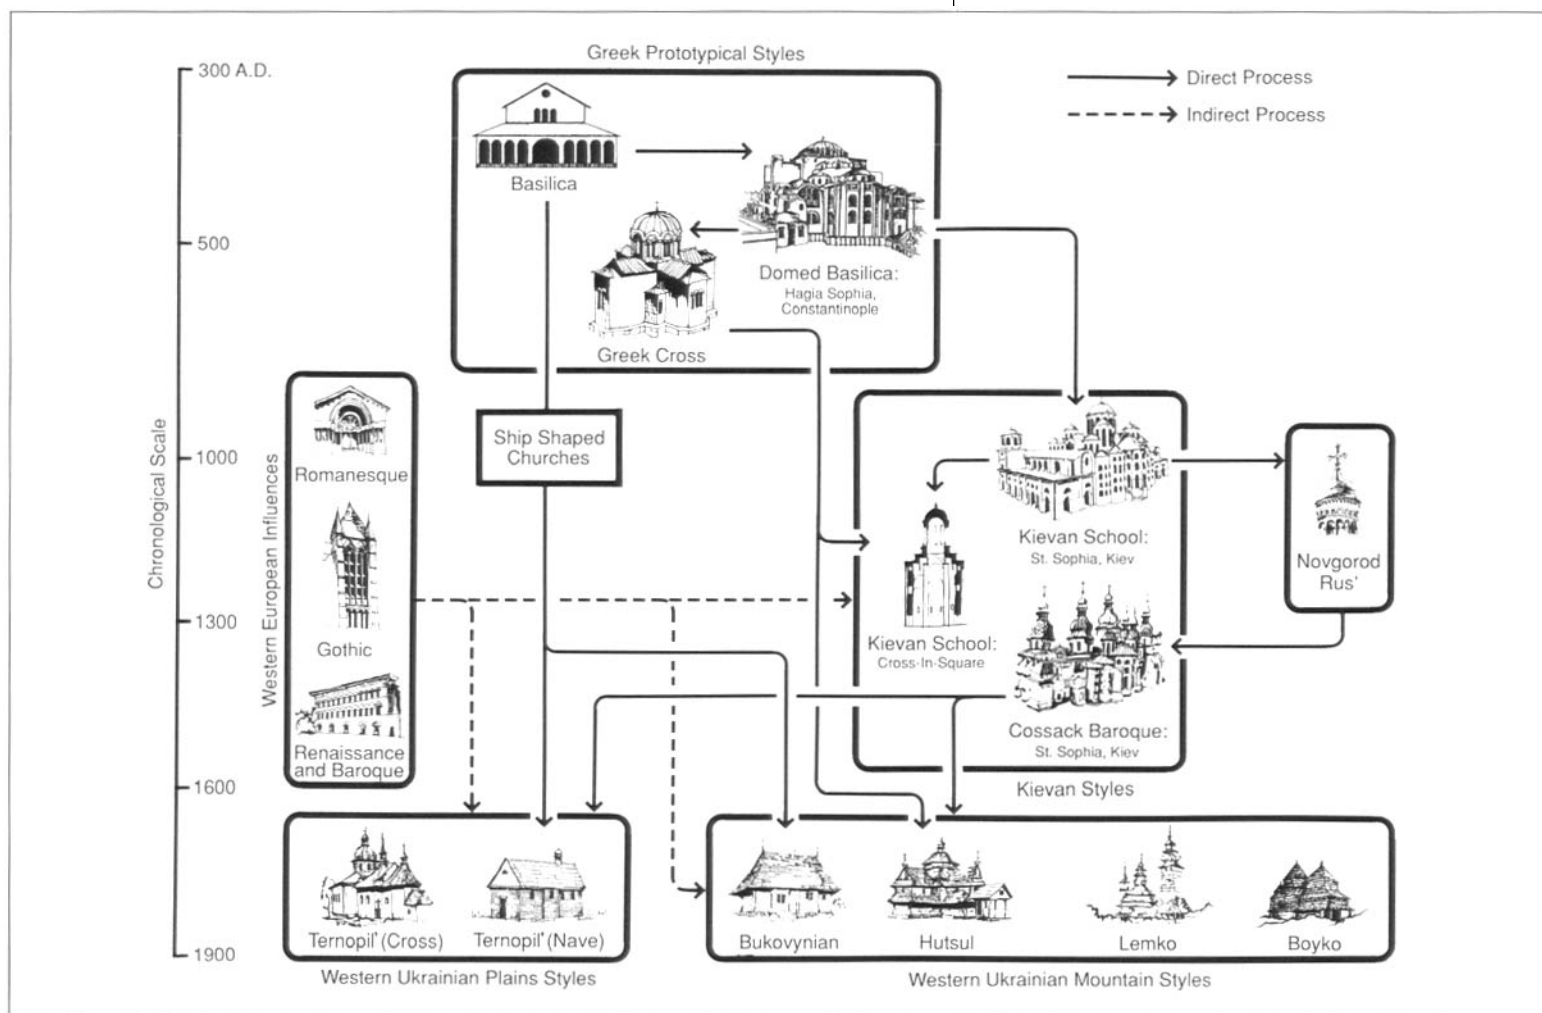 Greek Prototypical Styles
300 A.D.
Direct Process
Indirect Process
Basilica
500
Domed Basilica:
Hagia Sophia,
Constantinople
Greek Cross
Chronological Scale
Western European Influences
Romanesque
Ship Shaped
Churches
1000
Kievan School:
St. Sophia, Kiev
Novgorod
Rus'
1300
Gothic
Kievan School:
Cross-In-Square
Renaissance
and Baroque
Cossack Baroque:
St. Sophia, Kiev
1600
Kievan Styles
Ternopil' (Cross)
Ternopil' (Nave)
Bukovynian
Hutsul
Lemko
Boyko
1900
Western Ukrainian Plains Styles
Western Ukrainian Mountain Styles